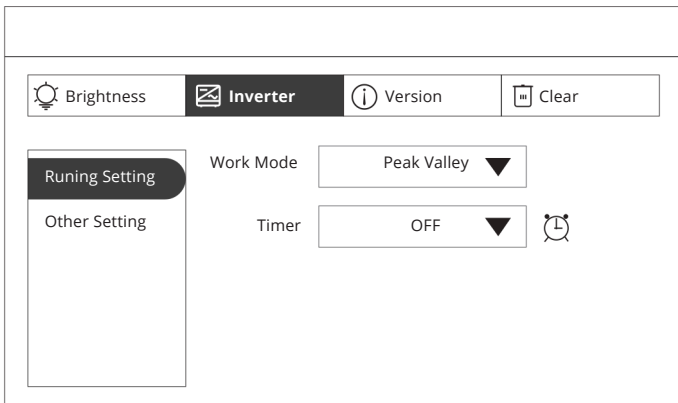 Brightness
Inverter
Version
Clear
Runing Setting
Work Mode
Peak Valley
Other Setting
Timer
OFF